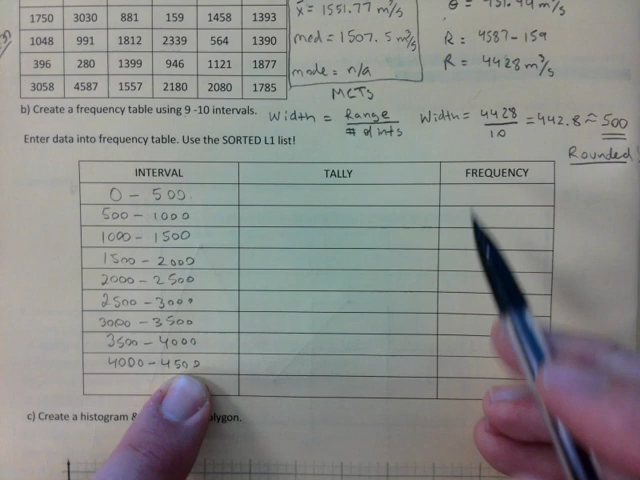 x̄ = 1551.77 m³/s
med = 1507.5 m³/s
mode = n/a
MCTs
R = 4587 - 159
R = 4428 m³/s
1750 3030 881 159 1458 1393
1048 991 1812 2339 564 1390
396 280 1399 946 1121 1877
3058 4587 1557 2180 2080 1785
b) Create a frequency table using 9 -10 intervals.
Width = Range / # of ints
Width = 4428 / 10 = 442.8 ≈ 500
Rounded!
Enter data into frequency table. Use the SORTED L1 list!
INTERVAL TALLY FREQUENCY
0 - 500
500 - 1000
1000 - 1500
1500 - 2000
2000 - 2500
2500 - 3000
3000 - 3500
3500 - 4000
4000 - 4500
c) Create a histogram & olygon.